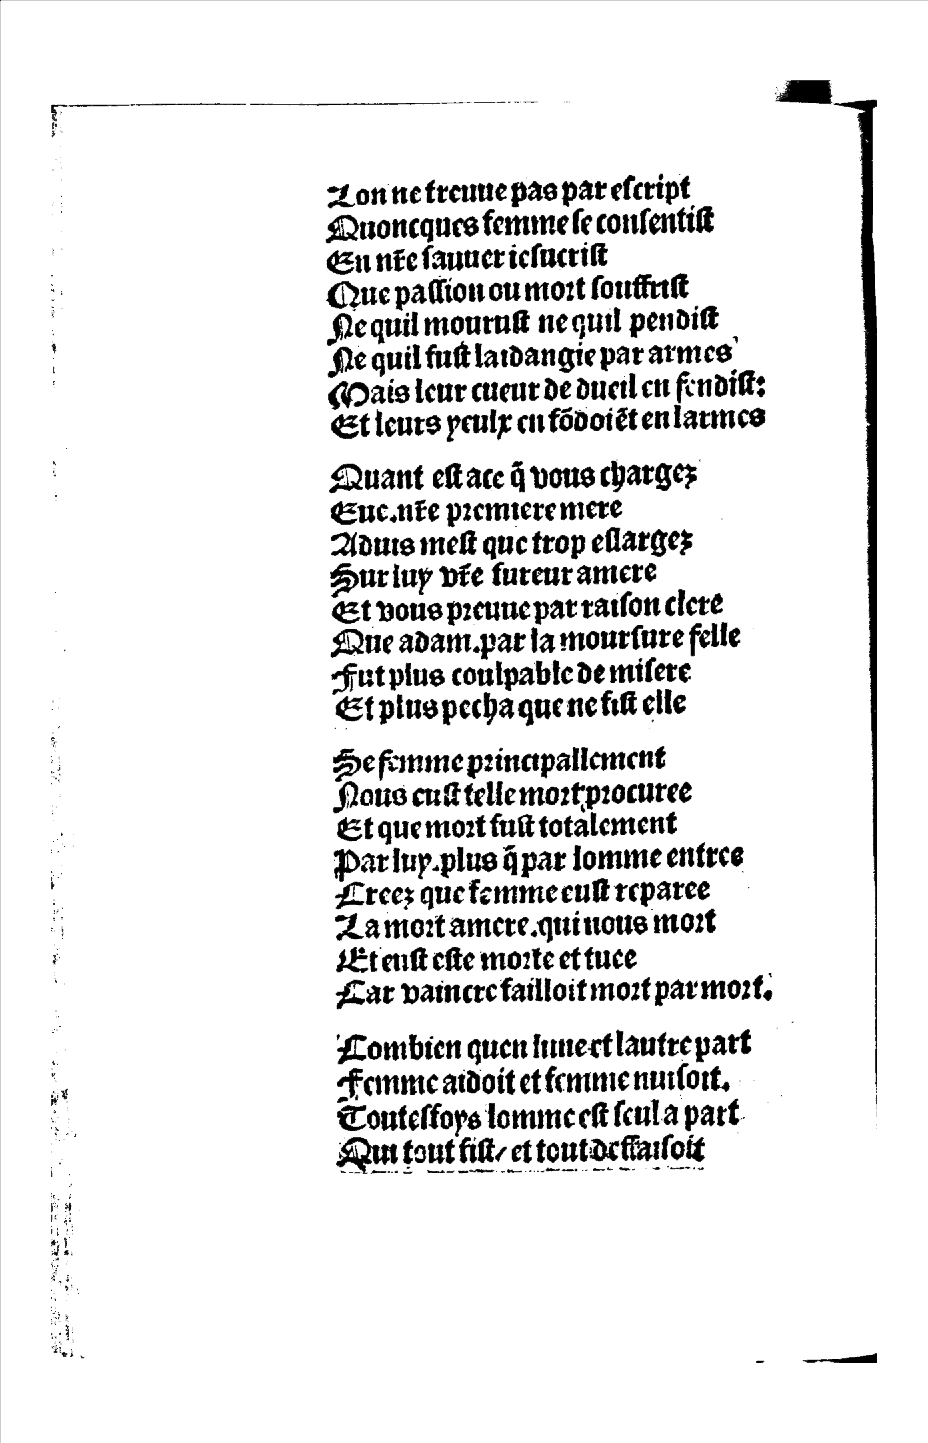 Lon ne treuue pas par eſcript
Quoncques femme ſe conſentiſt
En nr̃e ſauuer ieſucriſt
Que paſſion ou mort ſouffriſt
Ne quil mouruſt ne quil pendiſt
Ne quil fuſt laidangie par armes
Mais leur cueur de dueil en fendiſt:
Et leurs yeulx en fõdoiẽt en larmes
Quant eſt ace q̃ vous chargez
Eue.nr̃e premiere mere
Aduis meſt que trop eſlargez
Sur luy vr̃e fureur amere
Et vous preuue par raiſon clere
Que adam.par la mourſure felle
Fut plus coulpable de miſere
Et plus pecha que ne fiſt elle
Se femme principallement
Nous euſt telle mort procuree
Et que mort fuſt totalement
Par luy.plus q̃ par lomme entree
Creez que femme euſt reparee
La mort amere.qui nous mort
Et euſt eſte morte et tuee
Car vaincre failloit mort par mort.
Combien quen lune et lautre part
Femme aidoit et femme nuiſoit.
Touteſfoys lomme eſt ſeul a part
Qui tout fiſt/ et tout deffaiſoit